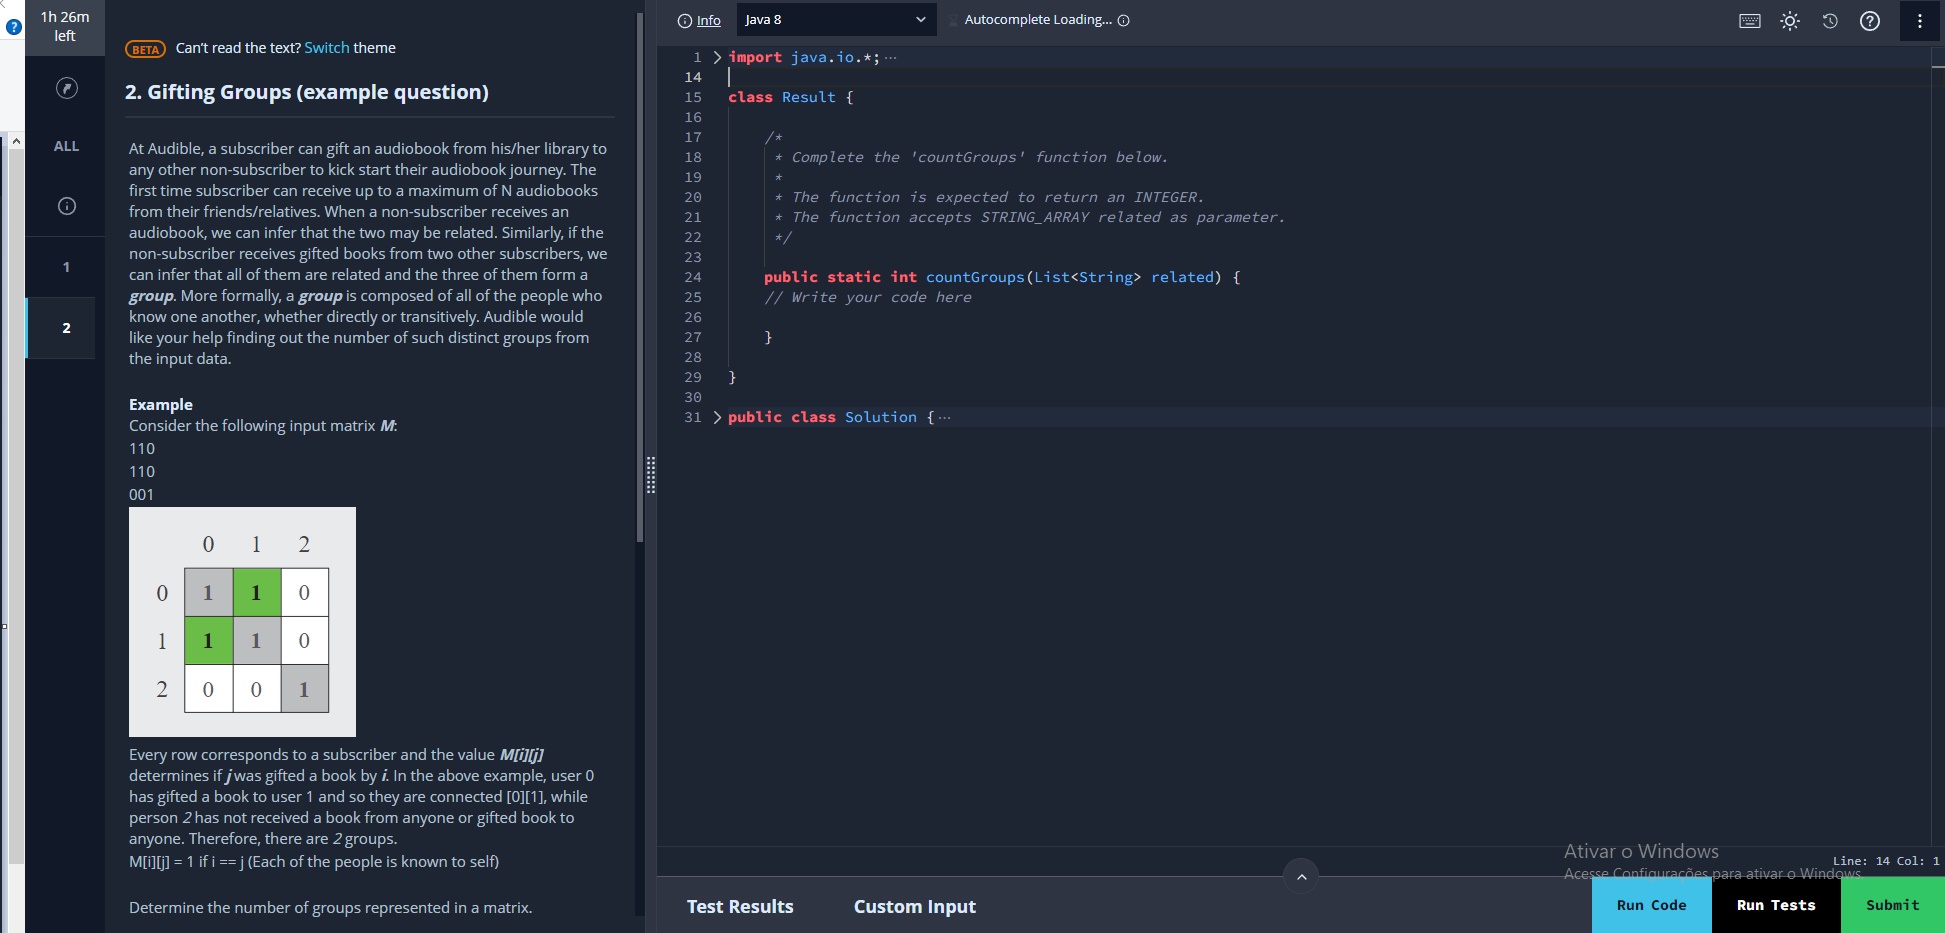 1h 26m
left
?
ALL
1
2
BETA Can't read the text? Switch theme
2. Gifting Groups (example question)
At Audible, a subscriber can gift an audiobook from his/her library to
any other non-subscriber to kick start their audiobook journey. The
first time subscriber can receive up to a maximum of N audiobooks
from their friends/relatives. When a non-subscriber receives an
audiobook, we can infer that the two may be related. Similarly, if the
non-subscriber receives gifted books from two other subscribers, we
can infer that all of them are related and the three of them form a
group. More formally, a group is composed of all of the people who
know one another, whether directly or transitively. Audible would
like your help finding out the number of such distinct groups from
the input data.
Example
Consider the following input matrix M:
110
110
001
0 1 2
0 1 1 0
1 1 1 0
2 0 0 1
Every row corresponds to a subscriber and the value M[i][j]
determines if j was gifted a book by i. In the above example, user 0
has gifted a book to user 1 and so they are connected [0][1], while
person 2 has not received a book from anyone or gifted book to
anyone. Therefore, there are 2 groups.
M[i][j] = 1 if i == j (Each of the people is known to self)
Determine the number of groups represented in a matrix.
Info Java 8 Autocomplete Loading...
1 import java.io.*; ...
14
15 class Result {
16
17 /*
18 * Complete the 'countGroups' function below.
19 *
20 * The function is expected to return an INTEGER.
21 * The function accepts STRING_ARRAY related as parameter.
22 */
23
24 public static int countGroups(List<String> related) {
25 // Write your code here
26
27 }
28
29 }
30
31 public class Solution { ...
Ativar o Windows
Acesse Configurações para ativar o Windows.
Line: 14 Col: 1
Test Results Custom Input Run Code Run Tests Submit